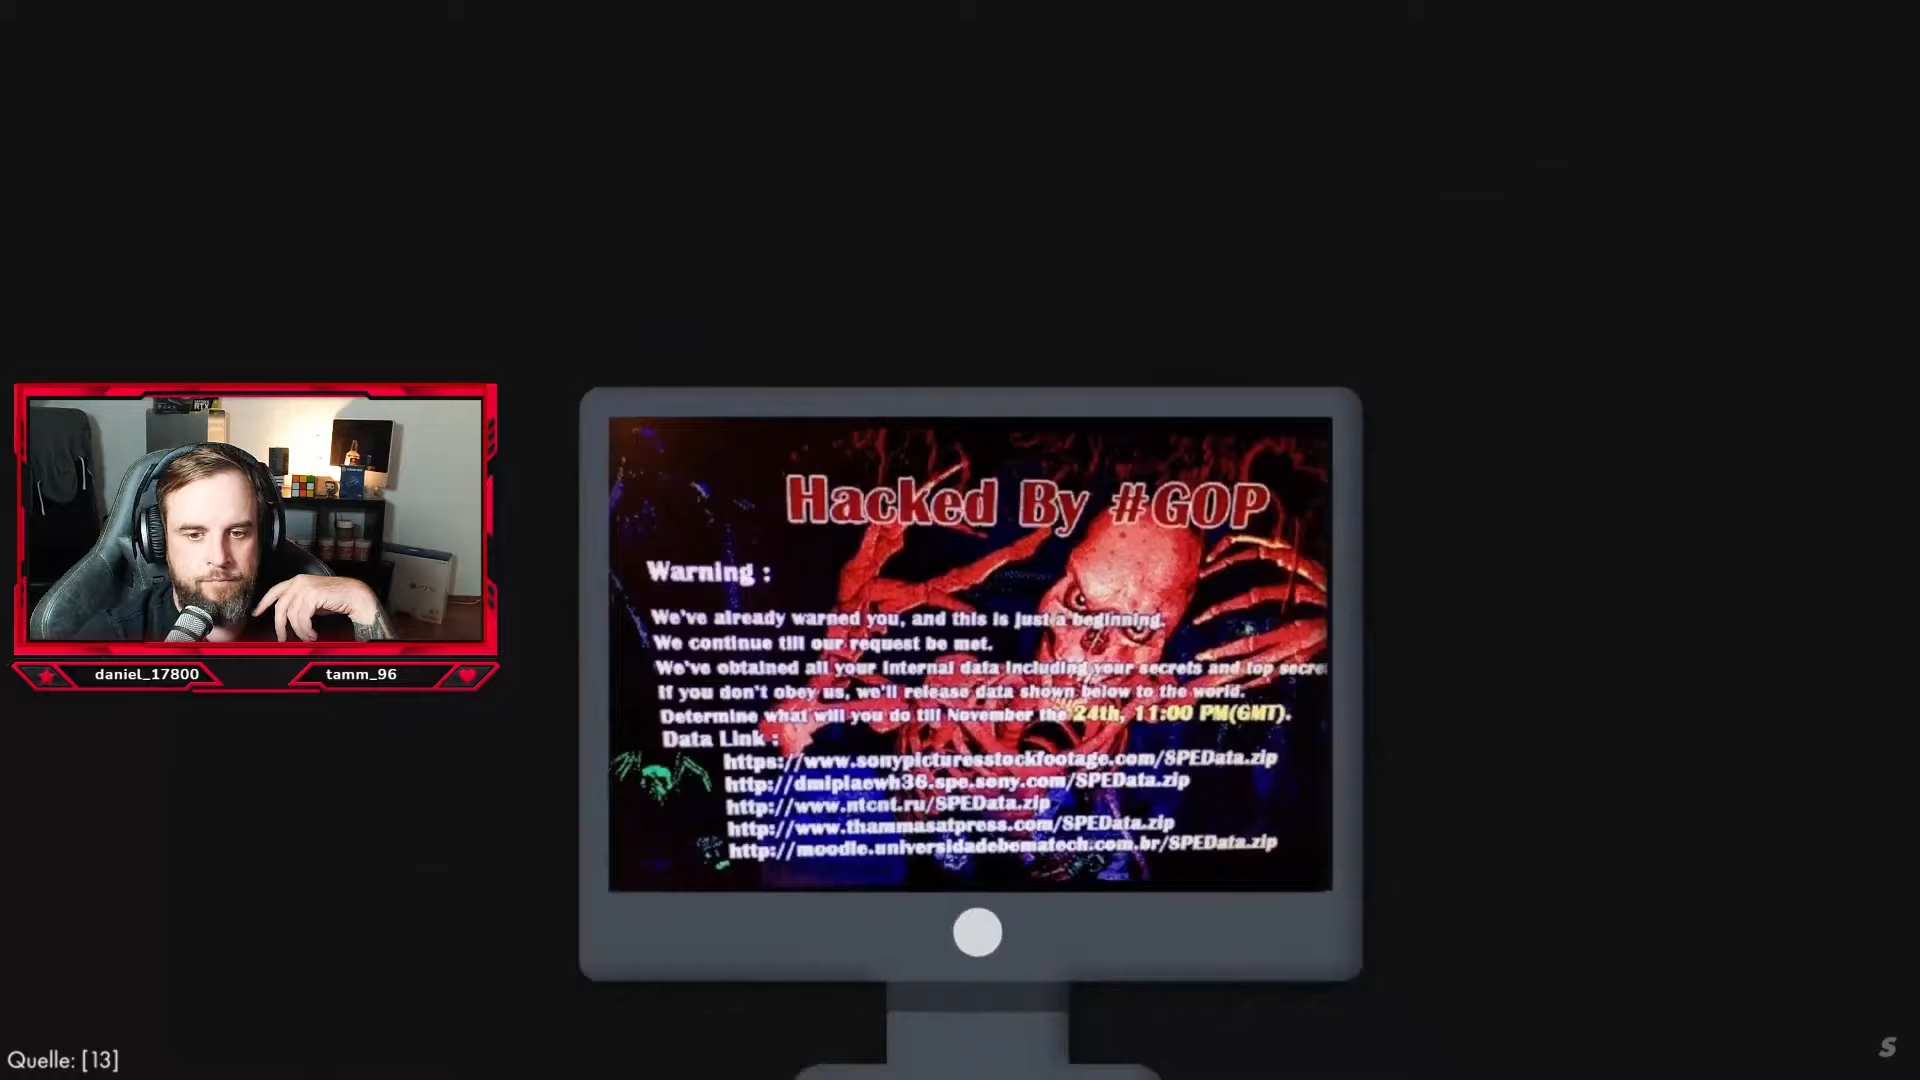 Hacked By #GOP
Warning :
We've already warned you, and this is just a beginning.
We continue till our request be met.
We've obtained all your internal data including your secrets and top
If you don't obey us, we'll release data shown below to the world.
Determine what will you do till November the 24th, 11:00 PM(GMT).
Data Link :
https://www.sonypicturesstockfootage.com/SPEData.zip
http://dmiplaewh36.spe.sony.com/SPEData.zip
http://www.ntcnt.ru/SPEData.zip
http://www.thammasatpress.com/SPEData.zip
http://moodle.universidadebematech.com.br/SPEData.zip
RTX
daniel_17800
tamm_96
Quelle: [13]
S